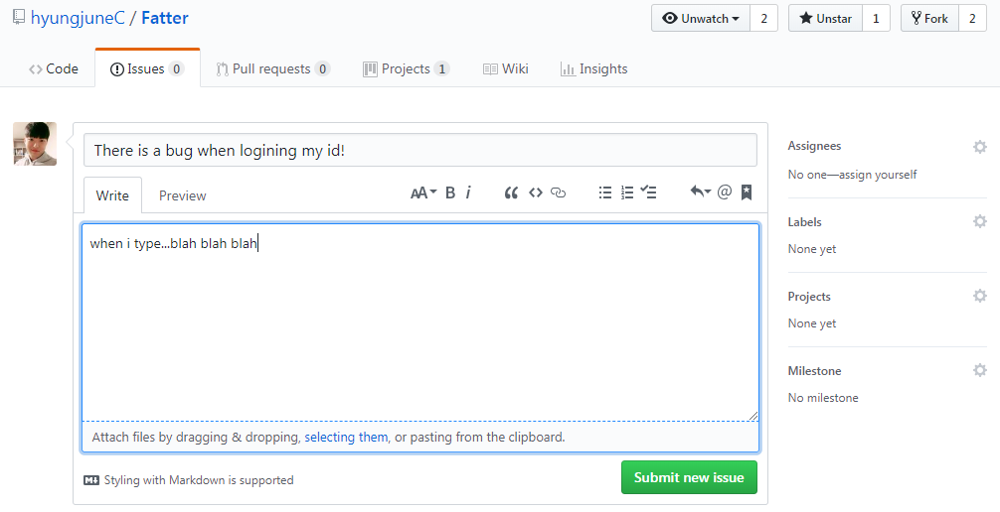 hyungjuneC / Fatter
Unwatch 2 Unstar 1 Fork 2
Code Issues 0 Pull requests 0 Projects 1 Wiki Insights
There is a bug when logining my id!
Write Preview AA B i
when i type...blah blah blah
Attach files by dragging & dropping, selecting them, or pasting from the clipboard.
Styling with Markdown is supported
Submit new issue
Assignees
No one—assign yourself
Labels
None yet
Projects
None yet
Milestone
No milestone